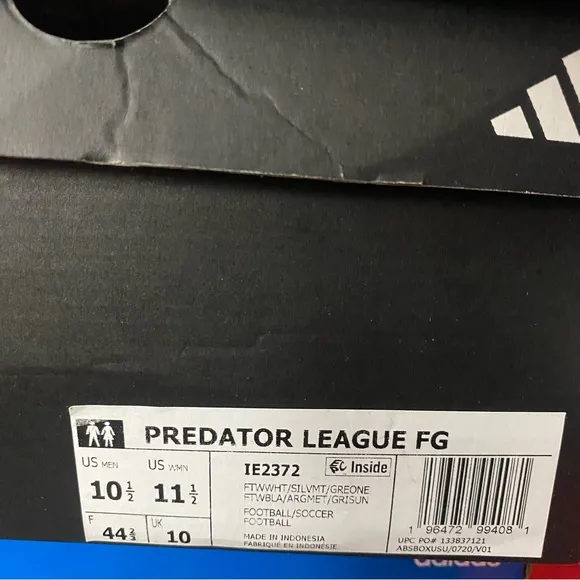 PREDATOR LEAGUE FG
US MEN
10 1/2
US WMN
11 1/2
F
44 2/3
UK
10
IE2372
Inside
FTWWHT/SILVMT/GREONE
FTWBLA/ARGMET/GRISUN
FOOTBALL/SOCCER
FOOTBALL
MADE IN INDONESIA
FABRIQUÉ EN INDONÉSIE
1 96472 99408 1
UPC PO# 133837121
ABSBOXUSU/0720/V01
adidas